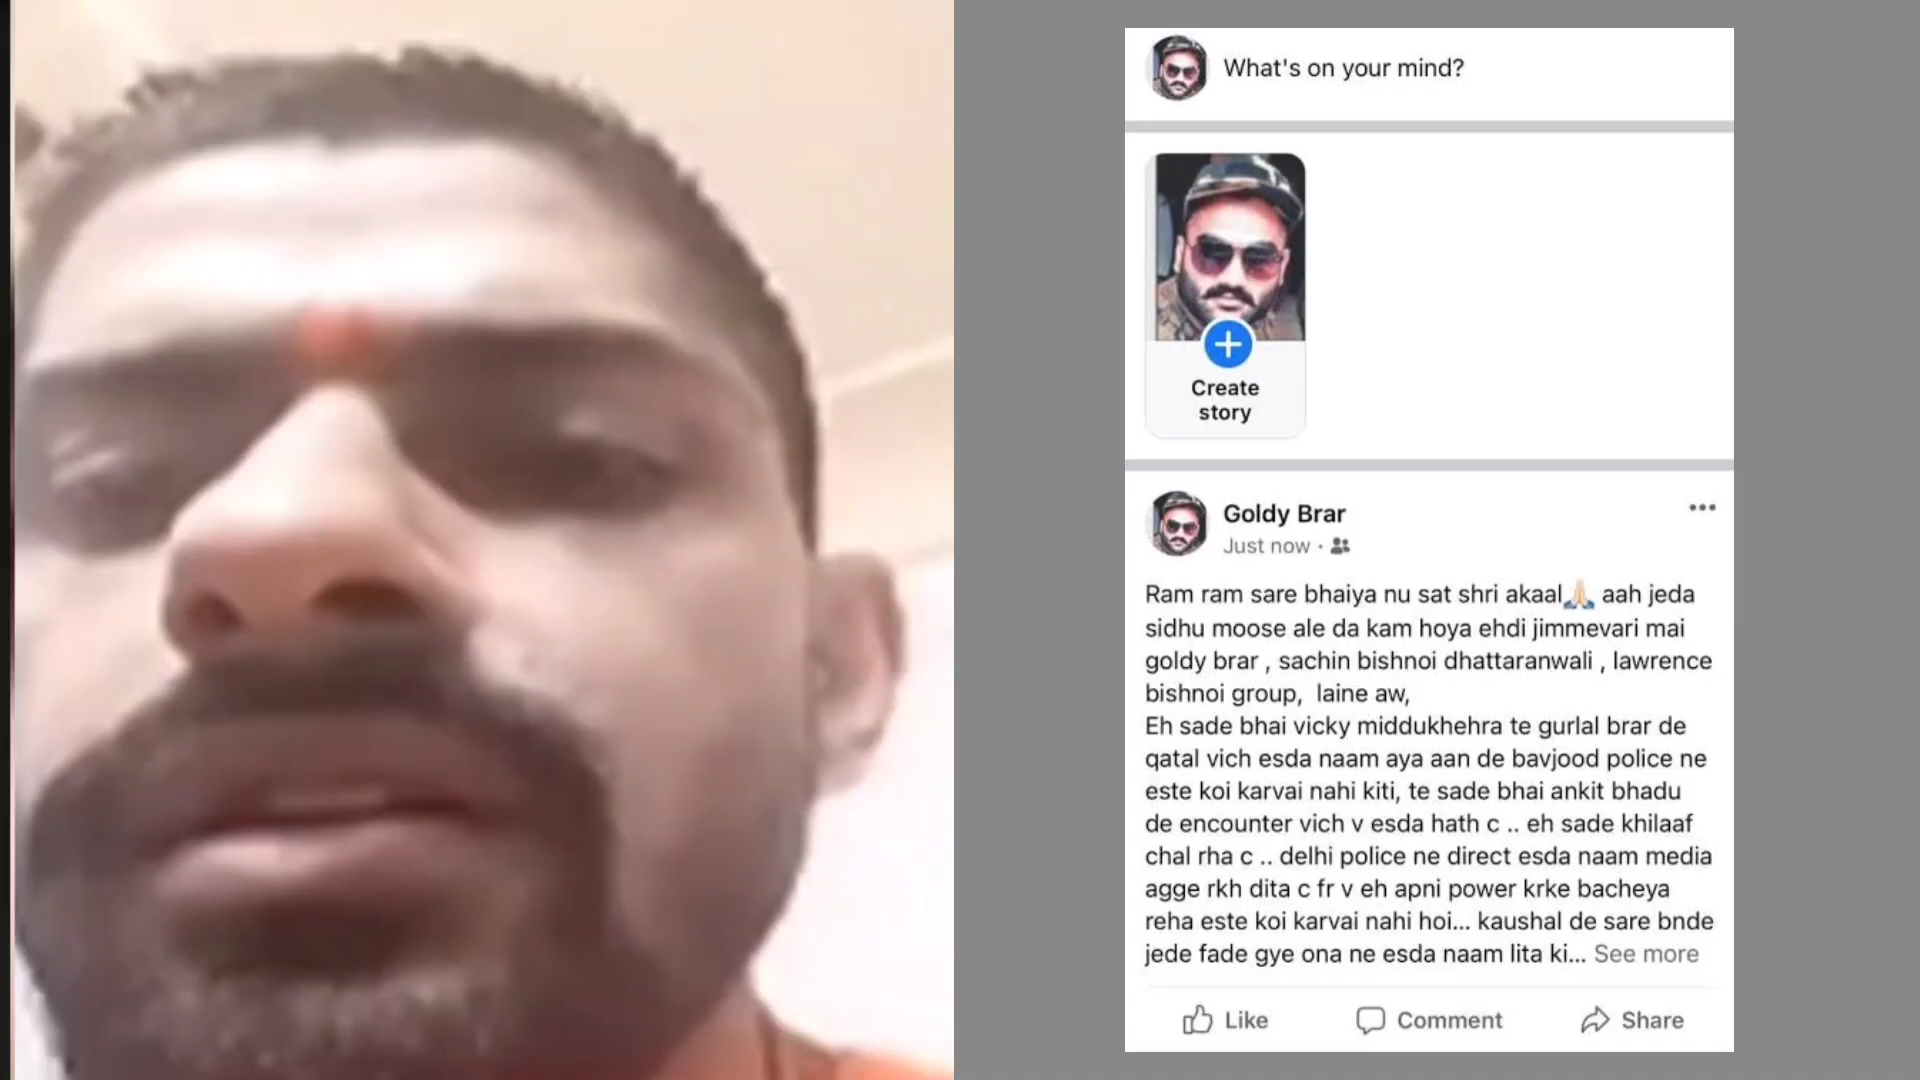 What's on your mind?
Create
story
Goldy Brar
Just now ·
Ram ram sare bhaiya nu sat shri akaal🙏🏻 aah jeda
sidhu moose ale da kam hoya ehdi jimmevari mai
goldy brar , sachin bishnoi dhattaranwali , lawrence
bishnoi group,  laine aw,
Eh sade bhai vicky middukhehra te gurlal brar de
qatal vich esda naam aya aan de bavjood police ne
este koi karvai nahi kiti, te sade bhai ankit bhadu
de encounter vich v esda hath c .. eh sade khilaaf
chal rha c .. delhi police ne direct esda naam media
agge rkh dita c fr v eh apni power krke bacheya
reha este koi karvai nahi hoi... kaushal de sare bnde
jede fade gye ona ne esda naam lita ki... See more
Like Comment Share